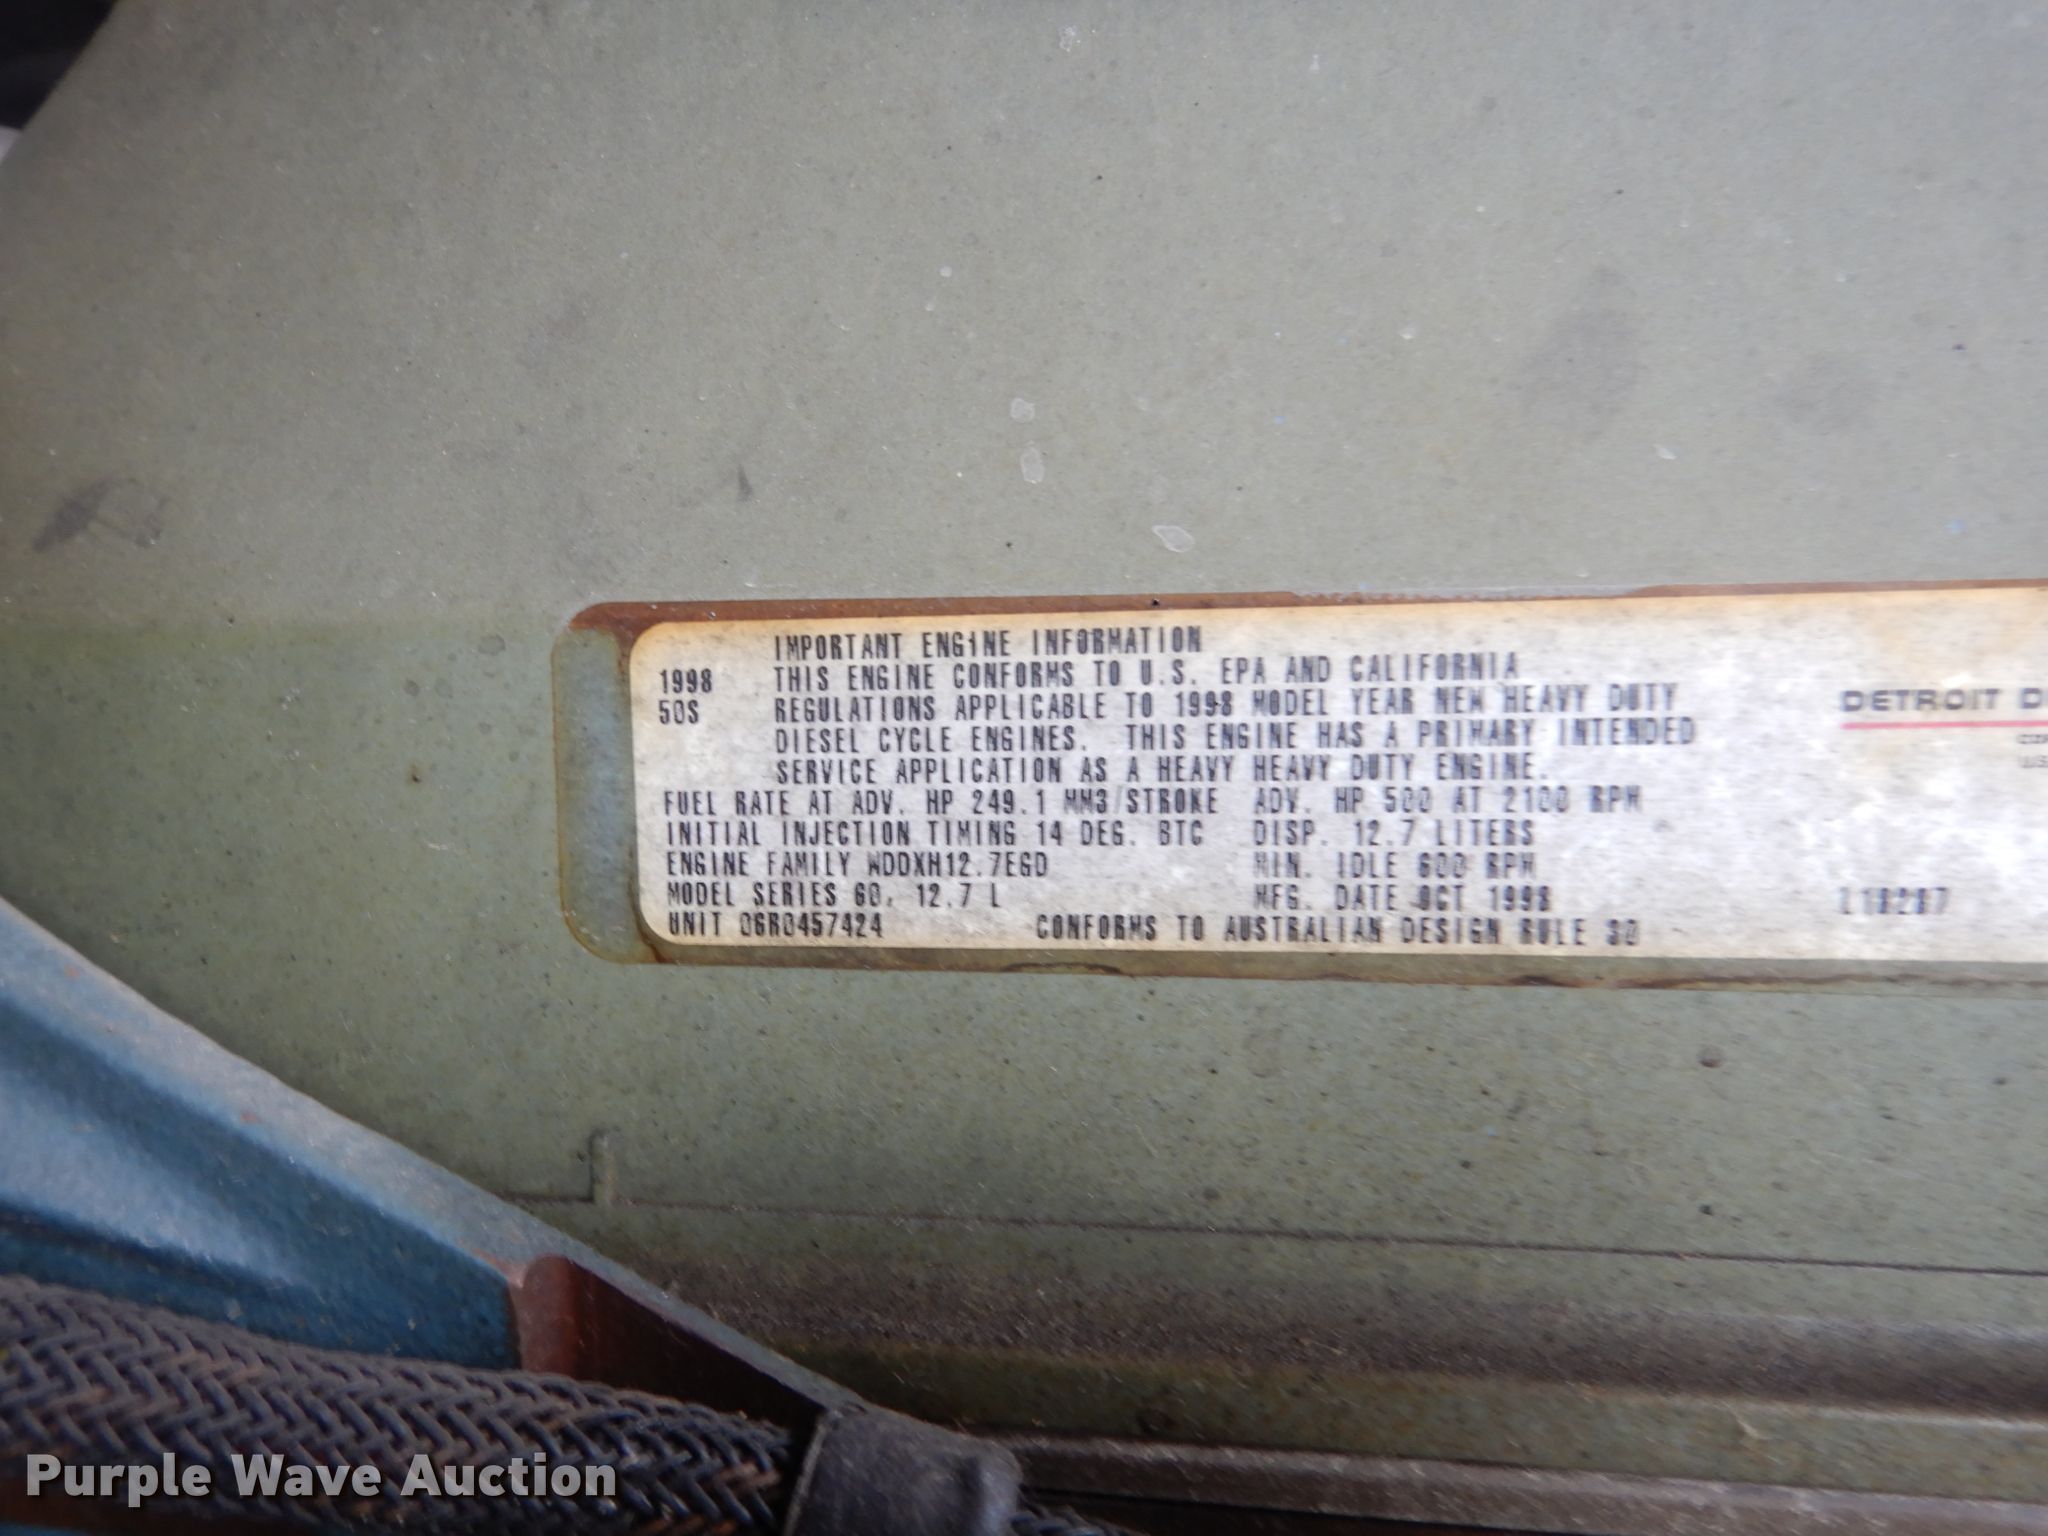 IMPORTANT ENGINE INFORMATION
1998 THIS ENGINE CONFORMS TO U.S. EPA AND CALIFORNIA
50S REGULATIONS APPLICABLE TO 1998 MODEL YEAR NEW HEAVY DUTY
DIESEL CYCLE ENGINES. THIS ENGINE HAS A PRIMARY INTENDED
SERVICE APPLICATION AS A HEAVY HEAVY DUTY ENGINE.
FUEL RATE AT ADV. HP 249.1 MM3/STROKE ADV. HP 500 AT 2100 RPM
INITIAL INJECTION TIMING 14 DEG. BTC DISP. 12.7 LITERS
ENGINE FAMILY WDDXH12.7EGD MIN. IDLE 600 RPM
MODEL SERIES 60, 12.7 L MFG. DATE OCT 1998
UNIT 06R0457424 CONFORMS TO AUSTRALIAN DESIGN RULE 30
DETROIT D
Purple Wave Auction